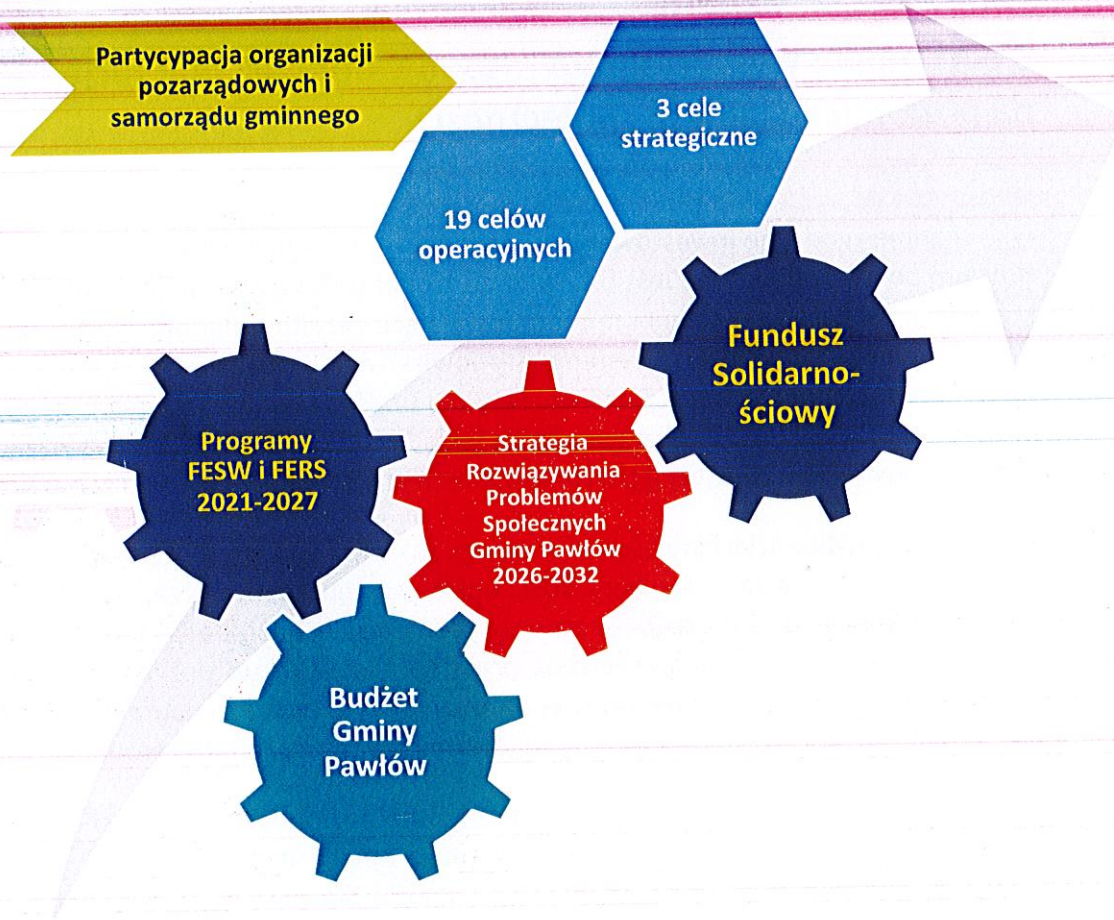 Partycypacja organizacji
pozarządowych i
samorządu gminnego
3 cele
strategiczne
19 celów
operacyjnych
Fundusz
Solidarno-
ściowy
Programy
FESW i FERS
2021-2027
Strategia
Rozwiązywania
Problemów
Społecznych
Gminy Pawłów
2026-2032
Budżet
Gminy
Pawłów